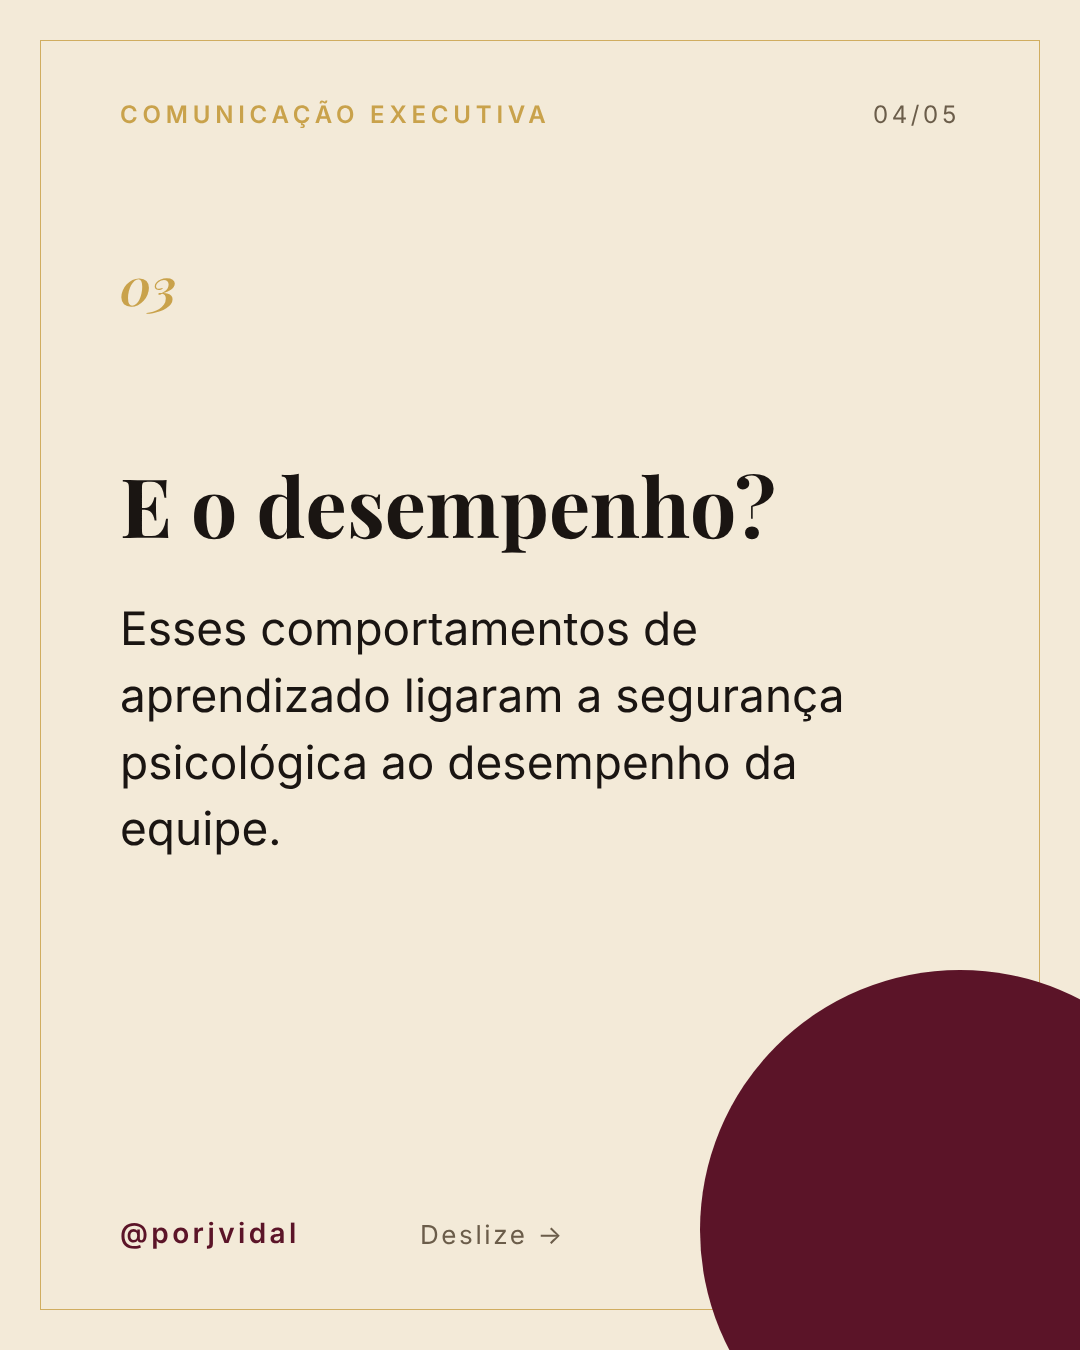 COMUNICAÇÃO EXECUTIVA
04/05
03
E o desempenho?
Esses comportamentos de
aprendizado ligaram a segurança
psicológica ao desempenho da
equipe.
@porjvidal
Deslize →